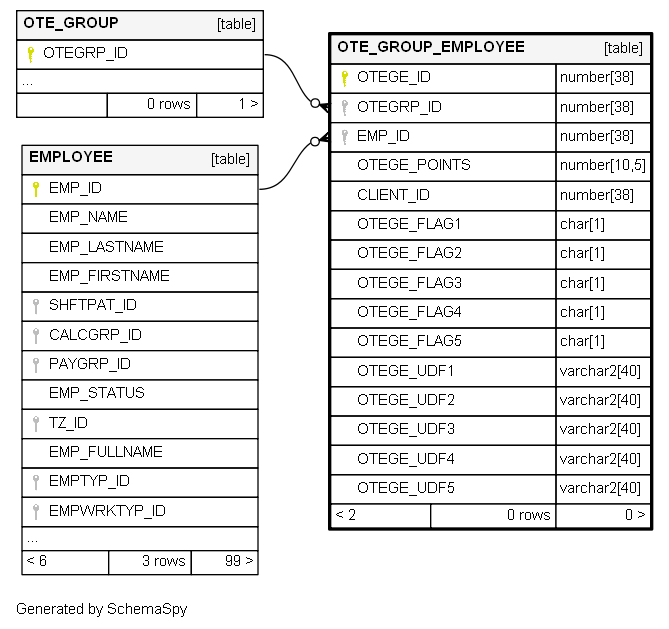 OTE_GROUP [table]
OTEGRP_ID
...
0 rows 1 >
EMPLOYEE [table]
EMP_ID
EMP_NAME
EMP_LASTNAME
EMP_FIRSTNAME
SHFTPAT_ID
CALCGRP_ID
PAYGRP_ID
EMP_STATUS
TZ_ID
EMP_FULLNAME
EMPTYP_ID
EMPWRKTYP_ID
...
< 6 3 rows 99 >
OTE_GROUP_EMPLOYEE [table]
OTEGE_ID number[38]
OTEGRP_ID number[38]
EMP_ID number[38]
OTEGE_POINTS number[10,5]
CLIENT_ID number[38]
OTEGE_FLAG1 char[1]
OTEGE_FLAG2 char[1]
OTEGE_FLAG3 char[1]
OTEGE_FLAG4 char[1]
OTEGE_FLAG5 char[1]
OTEGE_UDF1 varchar2[40]
OTEGE_UDF2 varchar2[40]
OTEGE_UDF3 varchar2[40]
OTEGE_UDF4 varchar2[40]
OTEGE_UDF5 varchar2[40]
< 2 0 rows 0 >
Generated by SchemaSpy